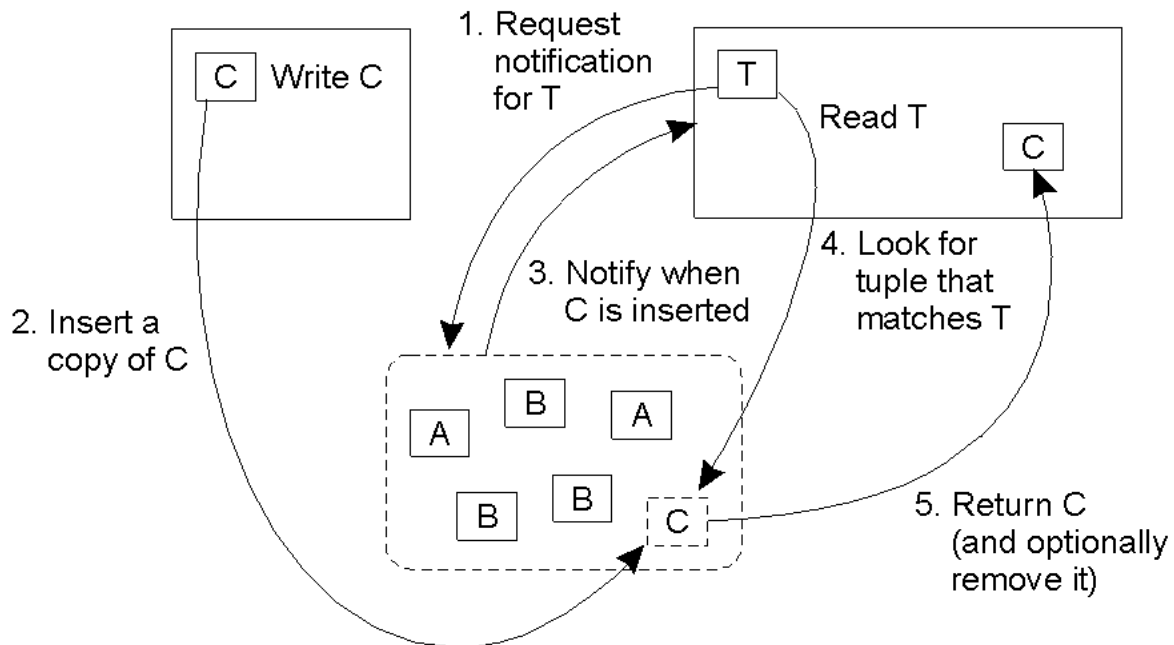 1. Request
notification
for T
C
Write C
T
Read T
C
4. Look for
tuple that
matches T
3. Notify when
C is inserted
2. Insert a
copy of C
B
A
A
B
B
C
5. Return C
(and optionally
remove it)